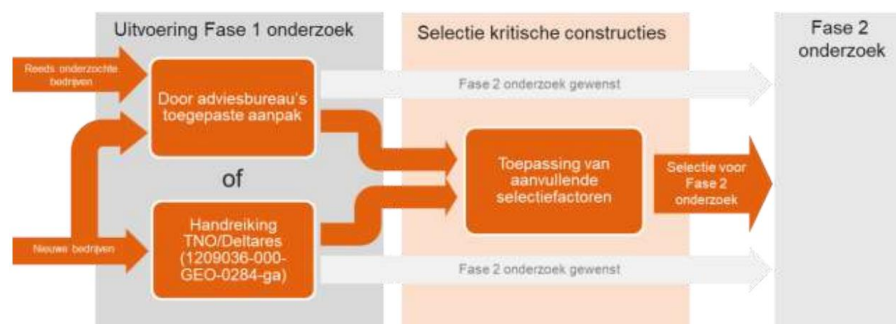 Uitvoering Fase 1 onderzoek
Selectie kritische constructies
Fase 2
onderzoek
Reeds onderzochte
bedrijven
Door adviesbureau's
toegepaste aanpak
Fase 2 onderzoek gewenst
of
Toepassing van
aanvullende
selectiefactoren
Selectie voor
Fase 2
onderzoek
Nieuwe bedrijven
Handreiking
TNO/Deltares
(1209036-000-
GEO-0284-ga)
Fase 2 onderzoek gewenst